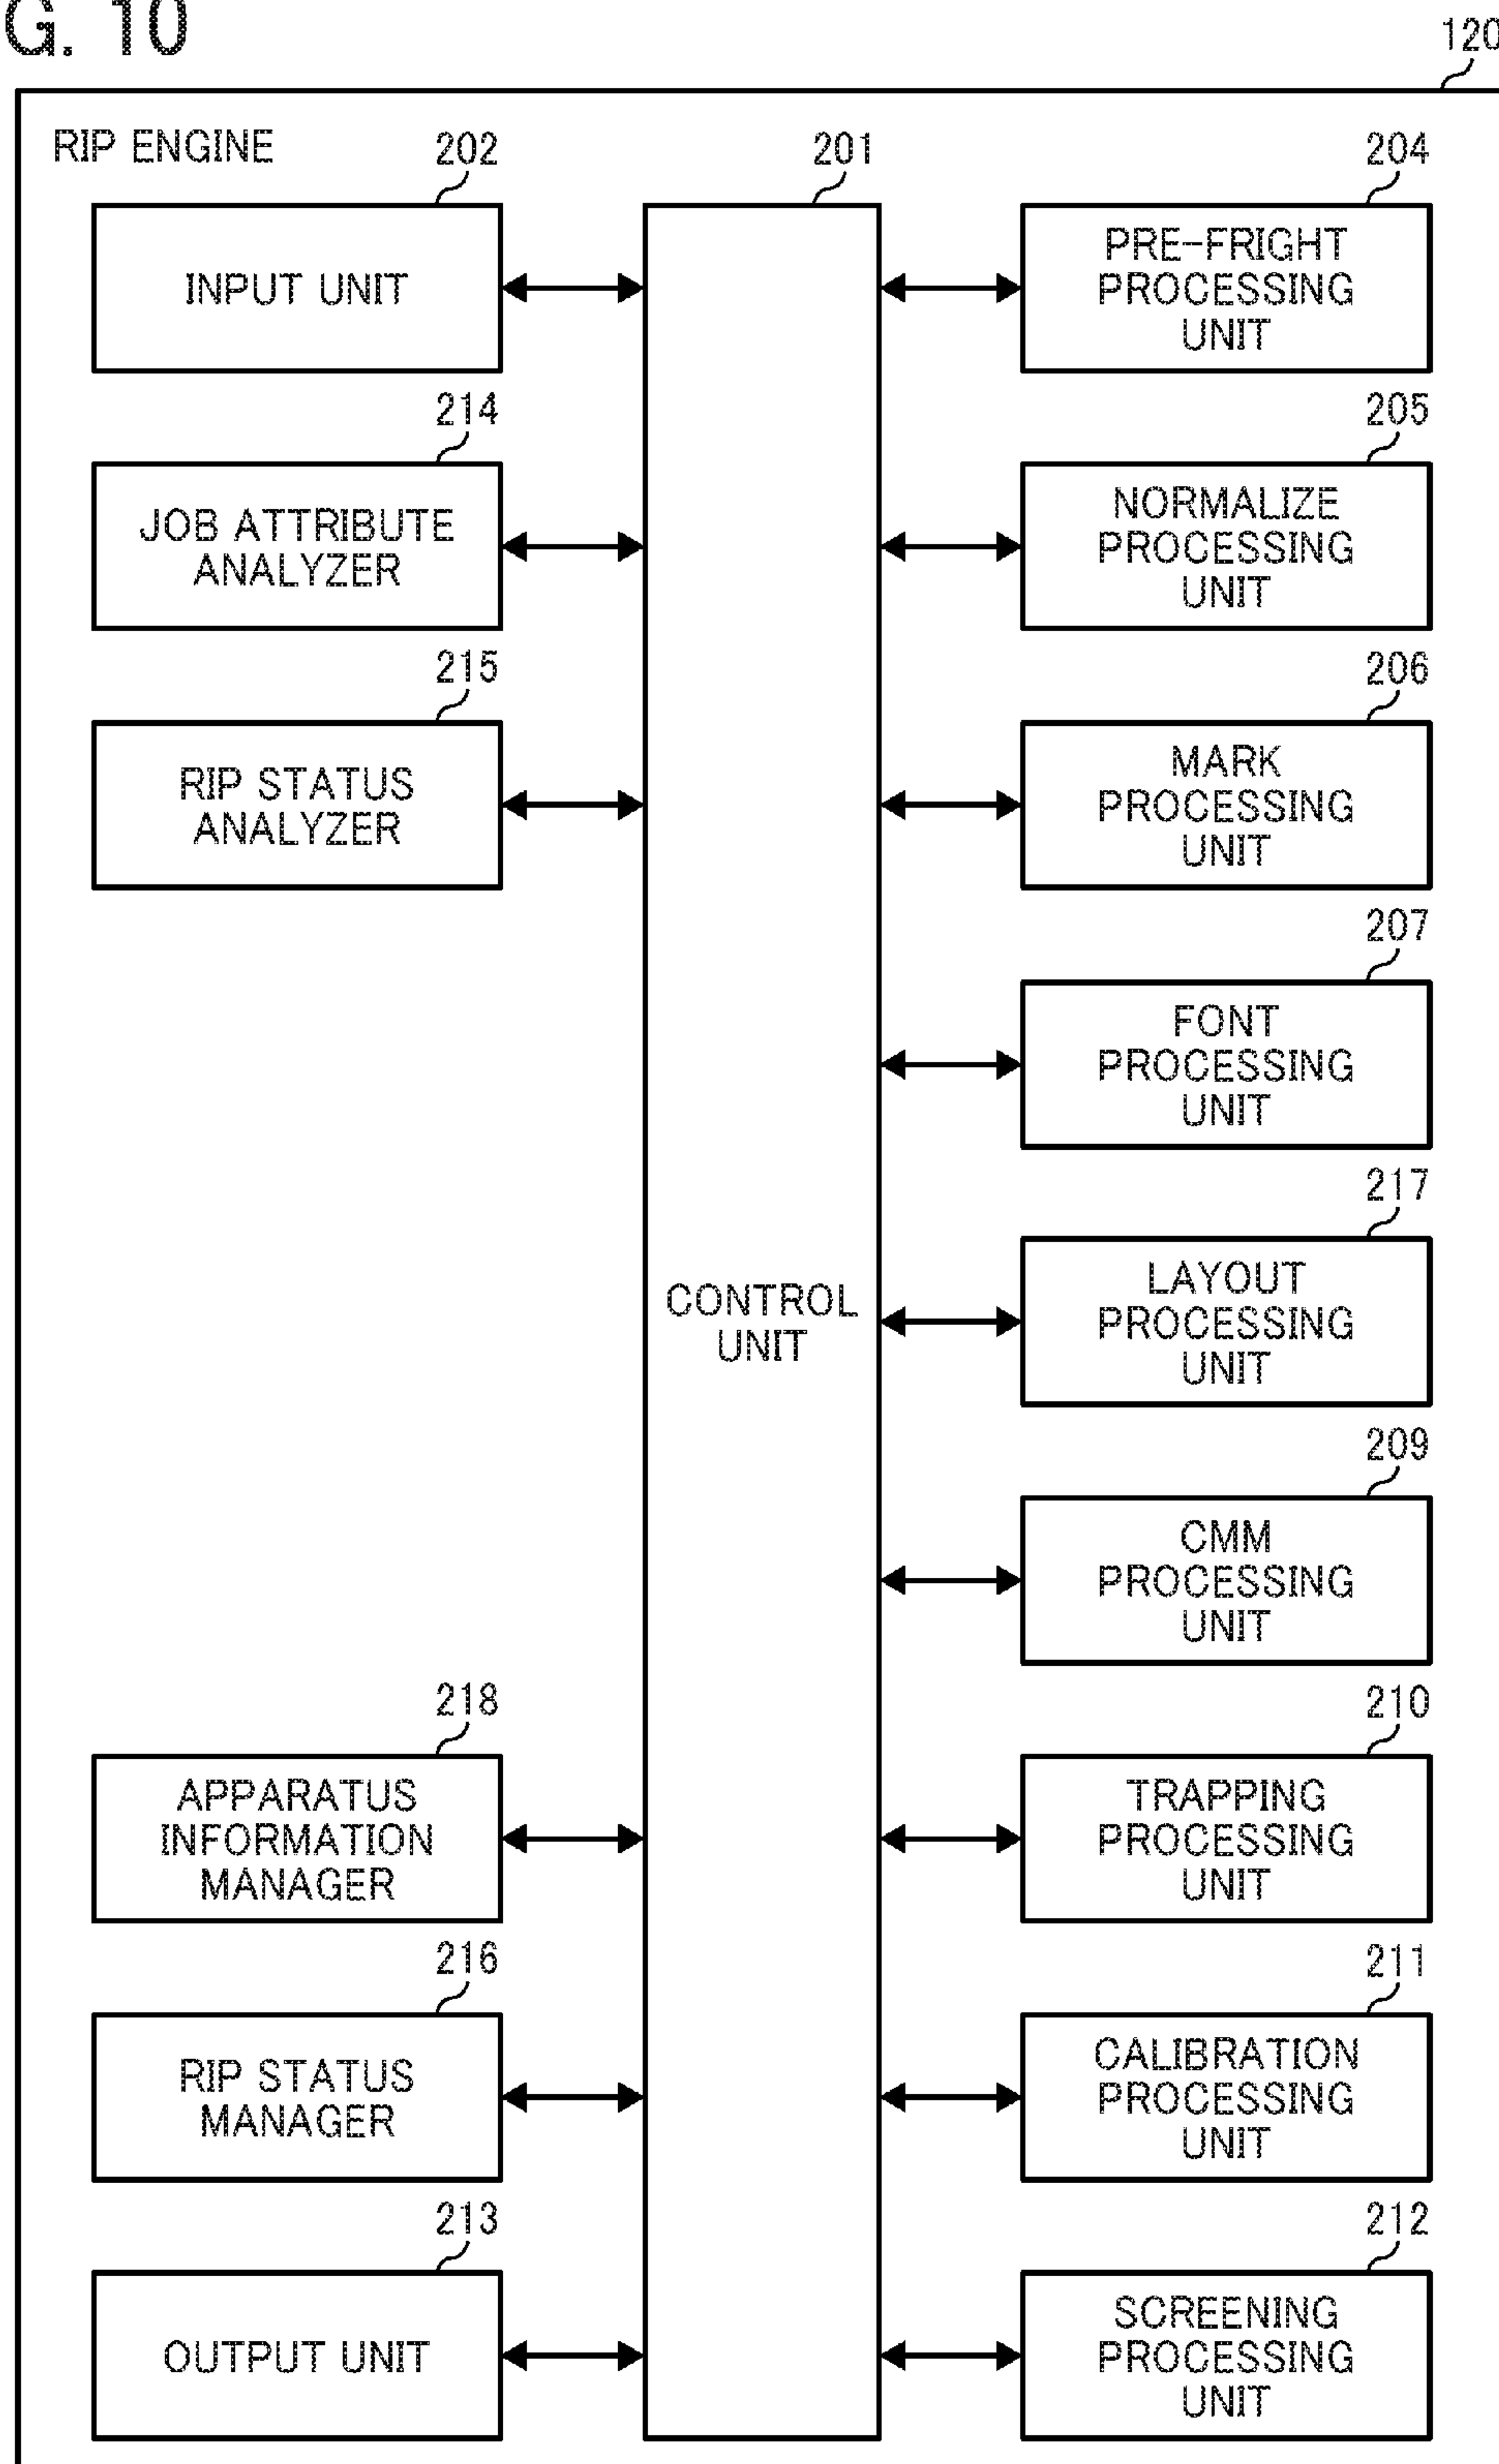 G. 10
120
RIP ENGINE
202
201
204
INPUT UNIT
PRE-FRIGHT
PROCESSING
UNIT
214
205
JOB ATTRIBUTE
ANALYZER
NORMALIZE
PROCESSING
UNIT
215
206
RIP STATUS
ANALYZER
MARK
PROCESSING
UNIT
207
FONT
PROCESSING
UNIT
217
CONTROL
UNIT
LAYOUT
PROCESSING
UNIT
209
CMM
PROCESSING
UNIT
218
210
APPARATUS
INFORMATION
MANAGER
TRAPPING
PROCESSING
UNIT
216
211
RIP STATUS
MANAGER
CALIBRATION
PROCESSING
UNIT
213
212
OUTPUT UNIT
SCREENING
PROCESSING
UNIT